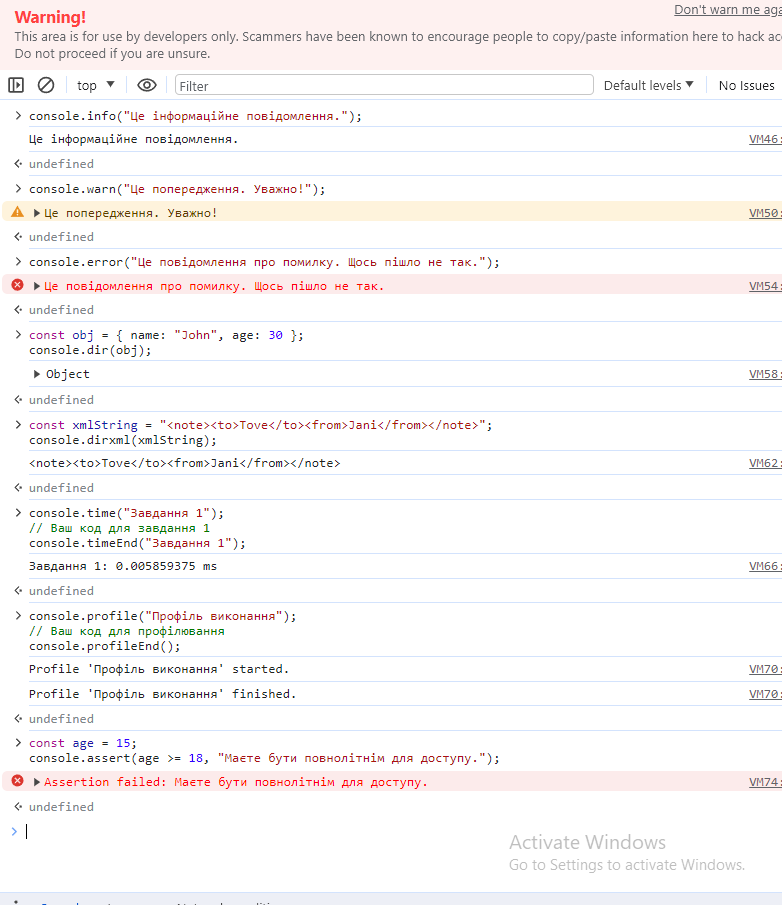 Don't warn me aga
Warning!
This area is for use by developers only. Scammers have been known to encourage people to copy/paste information here to hack acc
Do not proceed if you are unsure.
top Filter Default levels No Issues
console.info("Це інформаційне повідомлення.");
Це інформаційне повідомлення. VM46:
undefined
console.warn("Це попередження. Уважно!");
Це попередження. Уважно! VM50:
undefined
console.error("Це повідомлення про помилку. Щось пішло не так.");
Це повідомлення про помилку. Щось пішло не так. VM54:
undefined
const obj = { name: "John", age: 30 };
console.dir(obj);
Object VM58:
undefined
const xmlString = "<note><to>Tove</to><from>Jani</from></note>";
console.dirxml(xmlString);
<note><to>Tove</to><from>Jani</from></note> VM62:
undefined
console.time("Завдання 1");
// Ваш код для завдання 1
console.timeEnd("Завдання 1");
Завдання 1: 0.005859375 ms VM66:
undefined
console.profile("Профіль виконання");
// Ваш код для профілювання
console.profileEnd();
Profile 'Профіль виконання' started. VM70:
Profile 'Профіль виконання' finished. VM70:
undefined
const age = 15;
console.assert(age >= 18, "Маєте бути повнолітнім для доступу.");
Assertion failed: Маєте бути повнолітнім для доступу. VM74:
undefined
Activate Windows
Go to Settings to activate Windows.